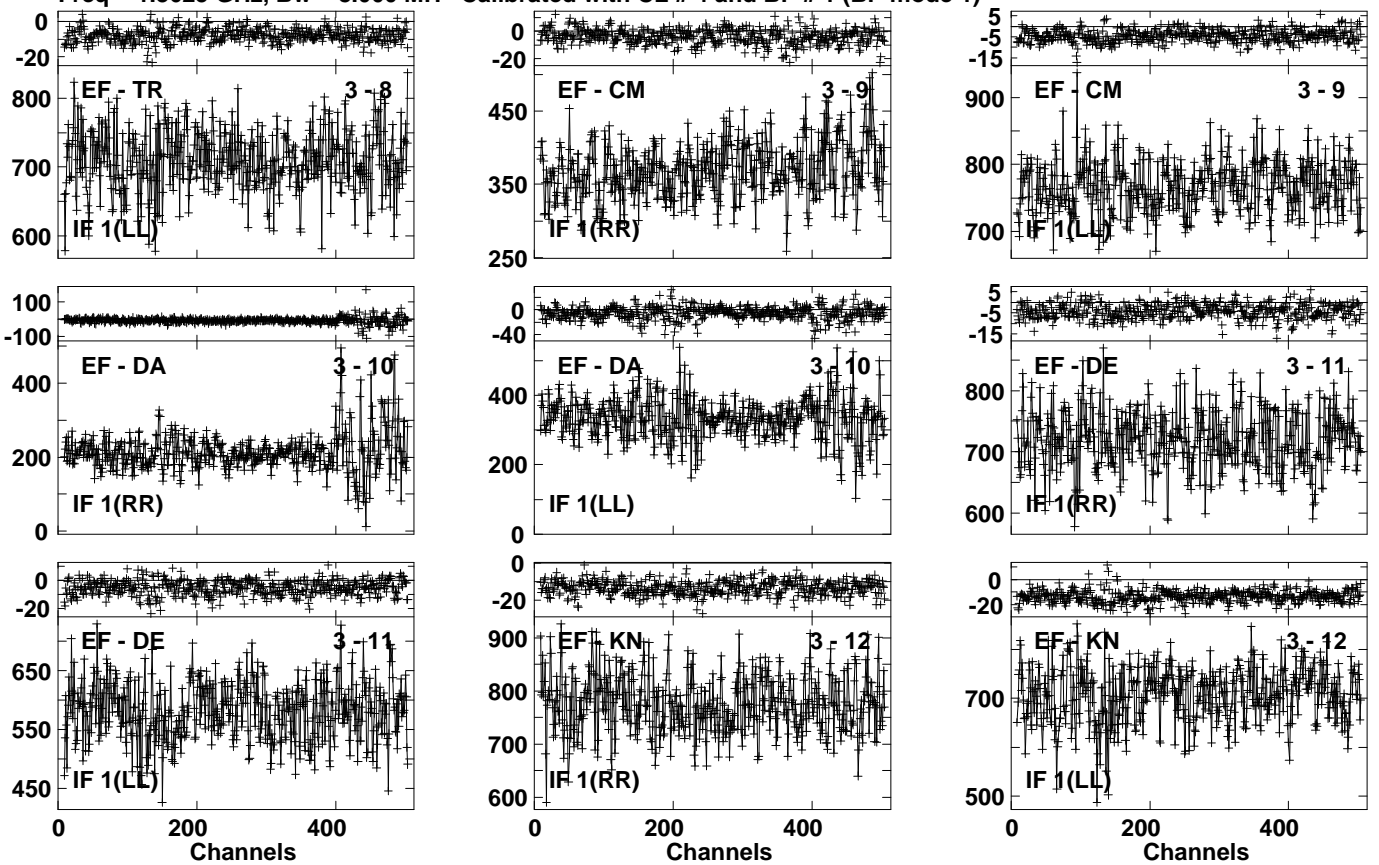 0 0 5
-20 -20 -5
-15
EF - TR 3 - 8 EF - CM 3 - 9 EF - CM 3 - 9
800 450 900
700 350 800
600 IF 1(LL) IF 1(RR) 700 IF 1(LL)
250
100 0 5
-100 -40 -5
-15
EF - DA 3 - 10 EF - DA 3 - 10 EF - DE 3 - 11
400 400 800
200 200 700
0 IF 1(RR) 0 IF 1(LL) 600 IF 1(RR)
0 0 0
-20 -20 -20
EF - DE 3 - 11 EF - KN 3 - 12 EF - KN 3 - 12
650 900 700
550 800
450 700
IF 1(LL) 600 IF 1(RR) 500 IF 1(LL)
0 200 400 0 200 400 0 200 400
Channels Channels Channels